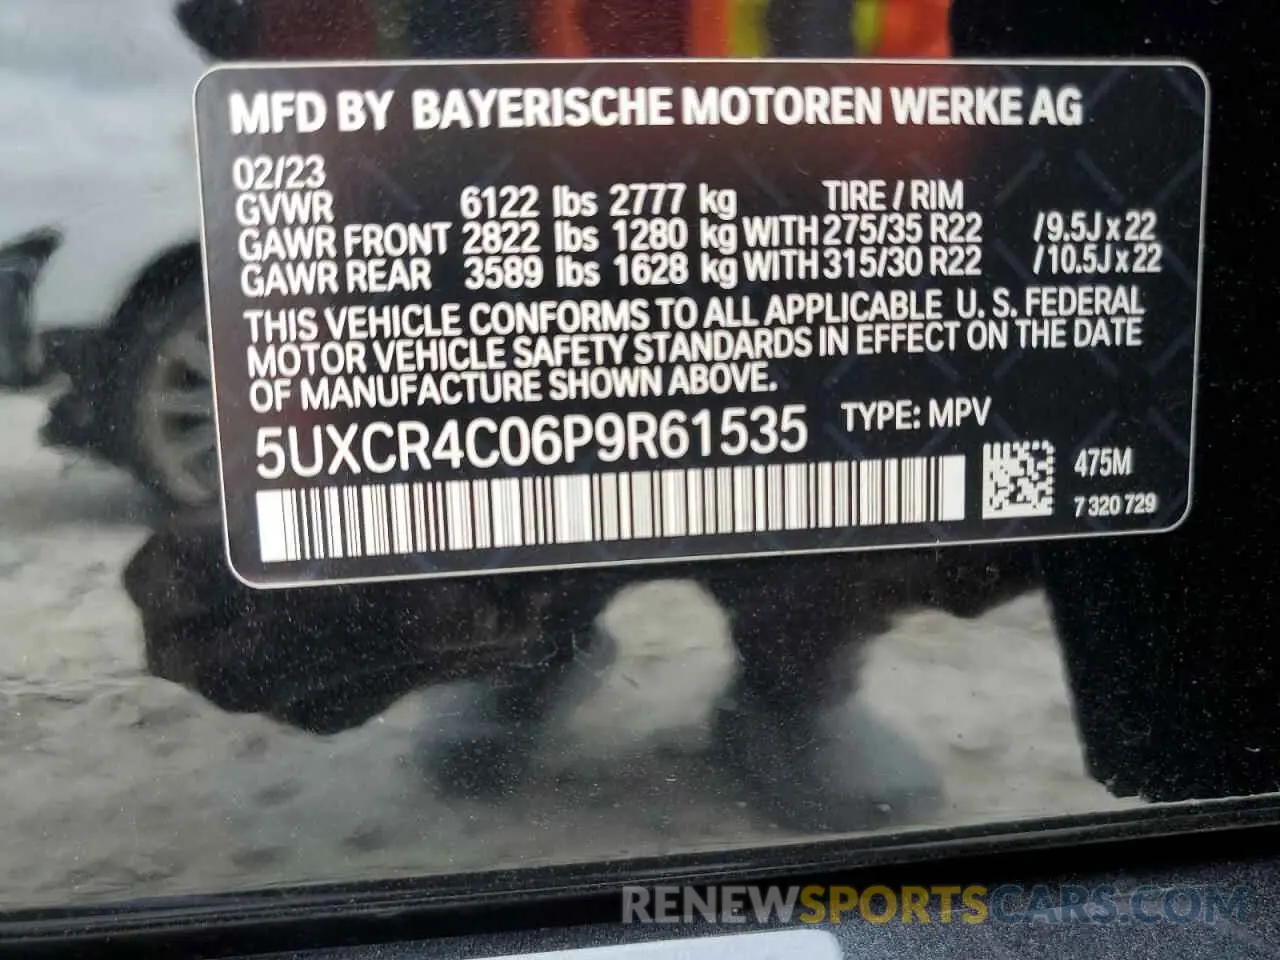 MFD BY BAYERISCHE MOTOREN WERKE AG
02/23
GVWR 6122 lbs 2777 kg TIRE / RIM
GAWR FRONT 2822 lbs 1280 kg WITH 275/35 R22 /9.5J x 22
GAWR REAR 3589 lbs 1628 kg WITH 315/30 R22 /10.5J x 22
THIS VEHICLE CONFORMS TO ALL APPLICABLE U. S. FEDERAL
MOTOR VEHICLE SAFETY STANDARDS IN EFFECT ON THE DATE
OF MANUFACTURE SHOWN ABOVE.
5UXCR4C06P9R61535 TYPE: MPV
475M
7 320 729
RENEWSPORTSCARS.COM